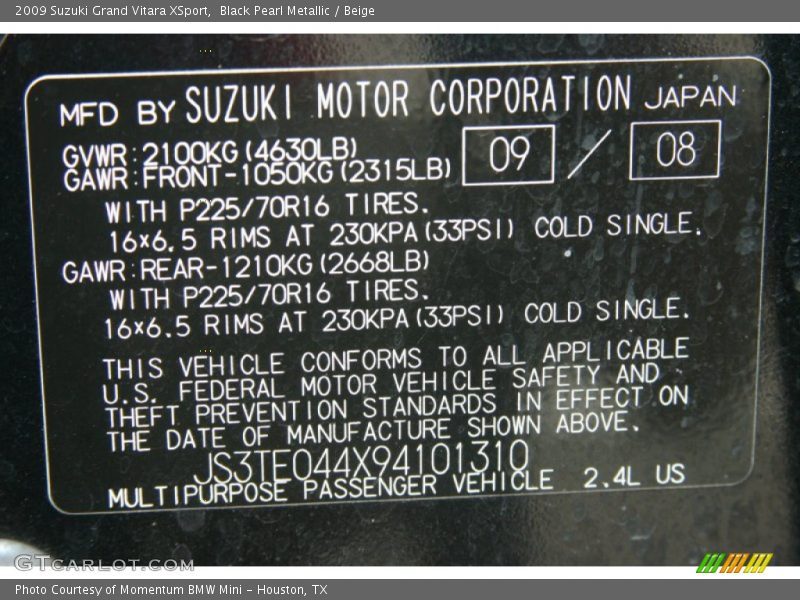 2009 Suzuki Grand Vitara XSport,  Black Pearl Metallic / Beige
MFD BY SUZUKI MOTOR CORPORATION JAPAN
GVWR:2100KG(4630LB)
GAWR:FRONT-1050KG(2315LB) 09 / 08
WITH P225/70R16 TIRES.
16×6.5 RIMS AT 230KPA(33PSI) COLD SINGLE.
GAWR:REAR-1210KG(2668LB)
WITH P225/70R16 TIRES.
16×6.5 RIMS AT 230KPA(33PSI) COLD SINGLE.
THIS VEHICLE CONFORMS TO ALL APPLICABLE
U.S. FEDERAL MOTOR VEHICLE SAFETY AND
THEFT PREVENTION STANDARDS IN EFFECT ON
THE DATE OF MANUFACTURE SHOWN ABOVE.
JS3TE044X94101310
MULTIPURPOSE PASSENGER VEHICLE 2.4L US
GTcarlot.com
Photo Courtesy of Momentum BMW Mini - Houston, TX